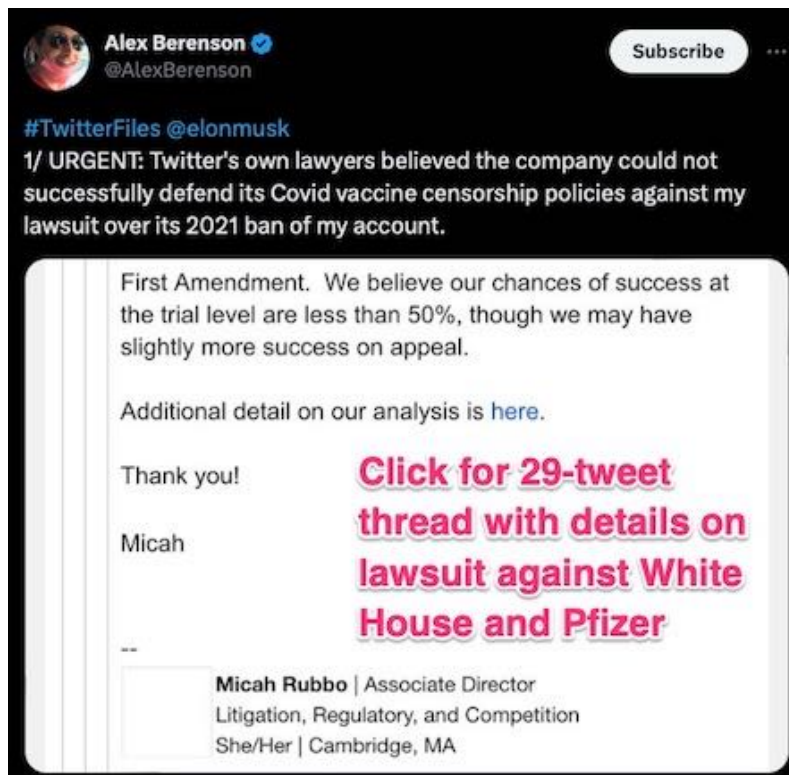 Alex Berenson
@AlexBerenson
Subscribe
#TwitterFiles @elonmusk
1/ URGENT: Twitter's own lawyers believed the company could not
successfully defend its Covid vaccine censorship policies against my
lawsuit over its 2021 ban of my account.
First Amendment. We believe our chances of success at
the trial level are less than 50%, though we may have
slightly more success on appeal.
Additional detail on our analysis is here.
Thank you!
Micah
Click for 29-tweet
thread with details on
lawsuit against White
House and Pfizer
--
Micah Rubbo | Associate Director
Litigation, Regulatory, and Competition
She/Her | Cambridge, MA